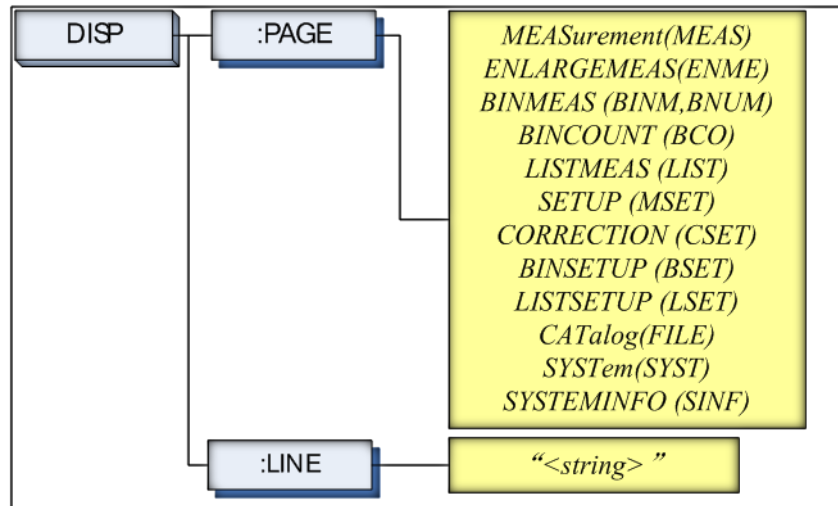 DISP
:PAGE
MEASurement(MEAS)
ENLARGEMEAS(ENME)
BINMEAS (BINM,BNUM)
BINCOUNT (BCO)
LISTMEAS (LIST)
SETUP (MSET)
CORRECTION (CSET)
BINSETUP (BSET)
LISTSETUP (LSET)
CATalog(FILE)
SYSTem(SYST)
SYSTEMINFO (SINF)
:LINE
“<string> ”